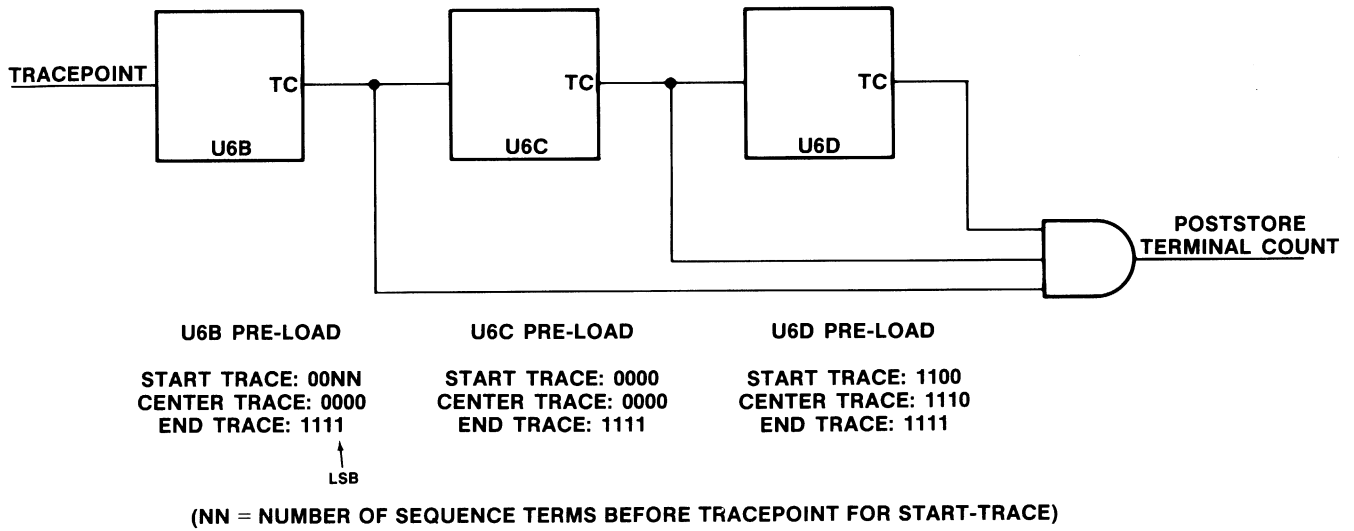 TRACEPOINT
TC
U6B
TC
U6C
TC
U6D
POSTSTORE
TERMINAL COUNT
U6B PRE-LOAD
START TRACE: 00NN
CENTER TRACE: 0000
END TRACE: 1111
LSB
U6C PRE-LOAD
START TRACE: 0000
CENTER TRACE: 0000
END TRACE: 1111
U6D PRE-LOAD
START TRACE: 1100
CENTER TRACE: 1110
END TRACE: 1111
(NN = NUMBER OF SEQUENCE TERMS BEFORE TRACEPOINT FOR START-TRACE)